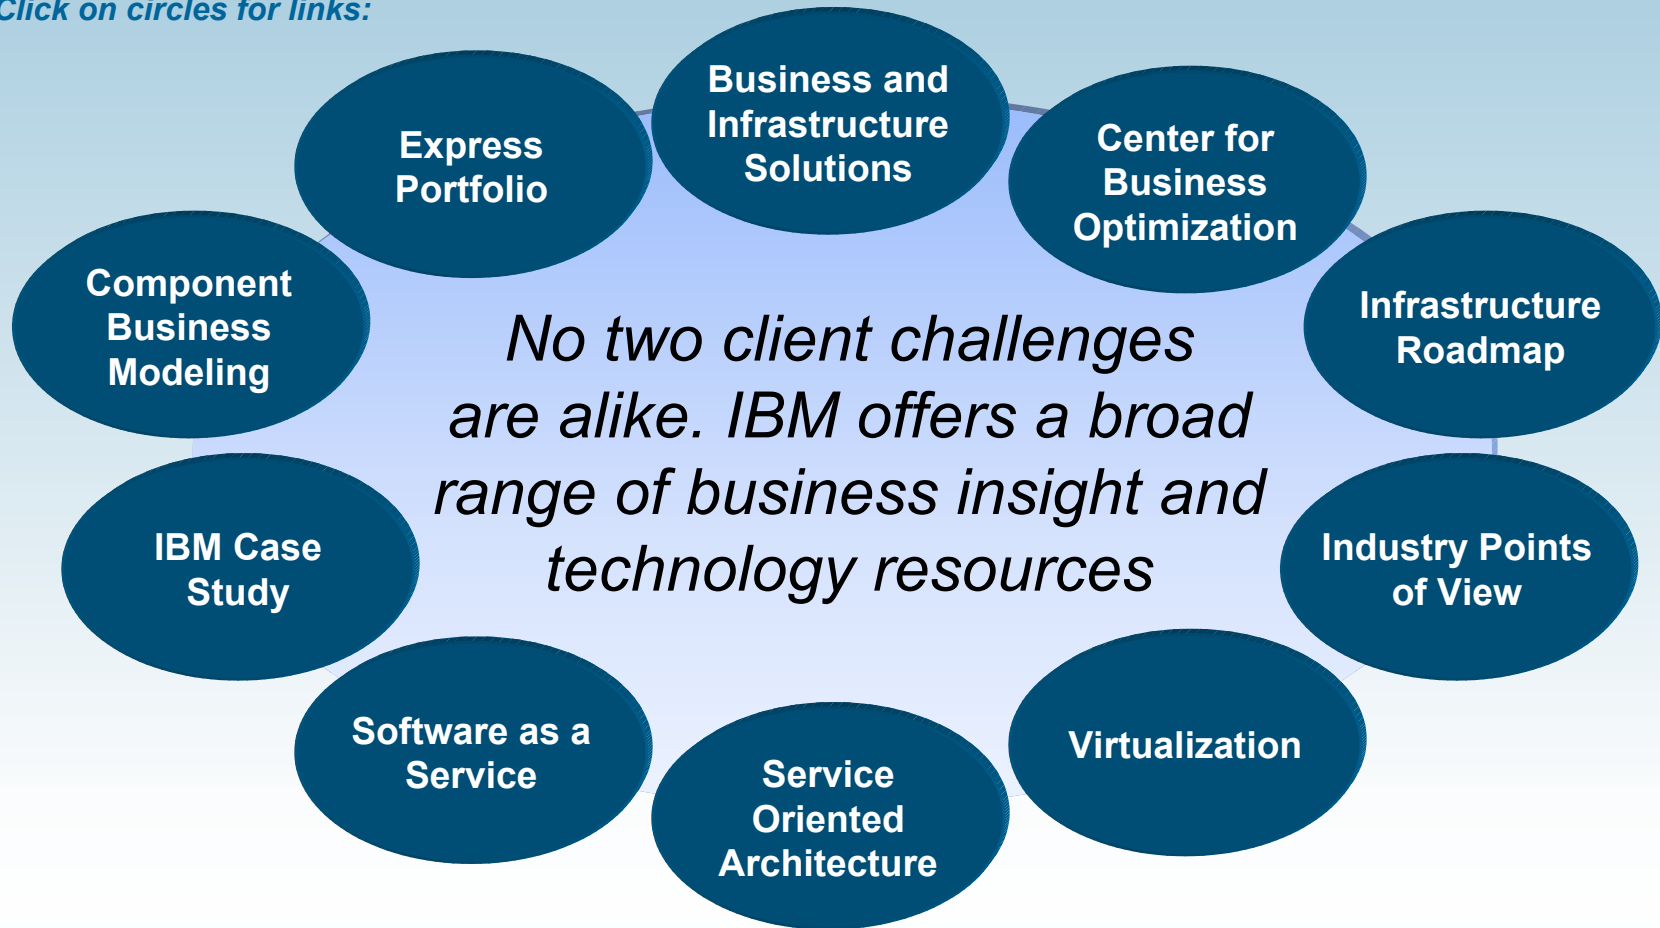 Click on circles for links:
Business and
Infrastructure
Solutions
Express
Portfolio
Center for
Business
Optimization
Component
Business
Modeling
Infrastructure
Roadmap
No two client challenges
are alike. IBM offers a broad
range of business insight and
technology resources
IBM Case
Study
Industry Points
of View
Software as a
Service
Virtualization
Service
Oriented
Architecture